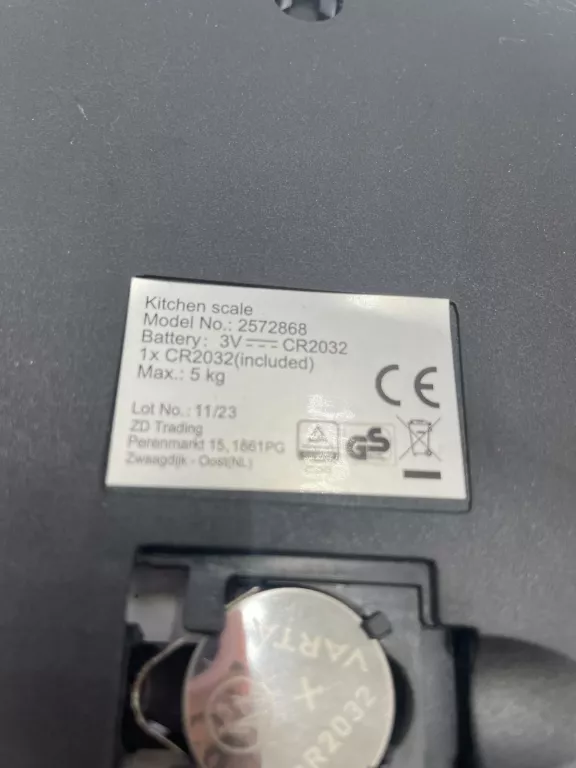 Kitchen scale
Model No.: 2572868
Battery: 3V CR2032
1x CR2032(included)
Max.: 5 kg
CE
Lot No.: 11/23
ZD Trading
Perenmarkt 15, 1661PG
Zwaagdijk - Oost(NL)
GS
VARTA
+
CR2032